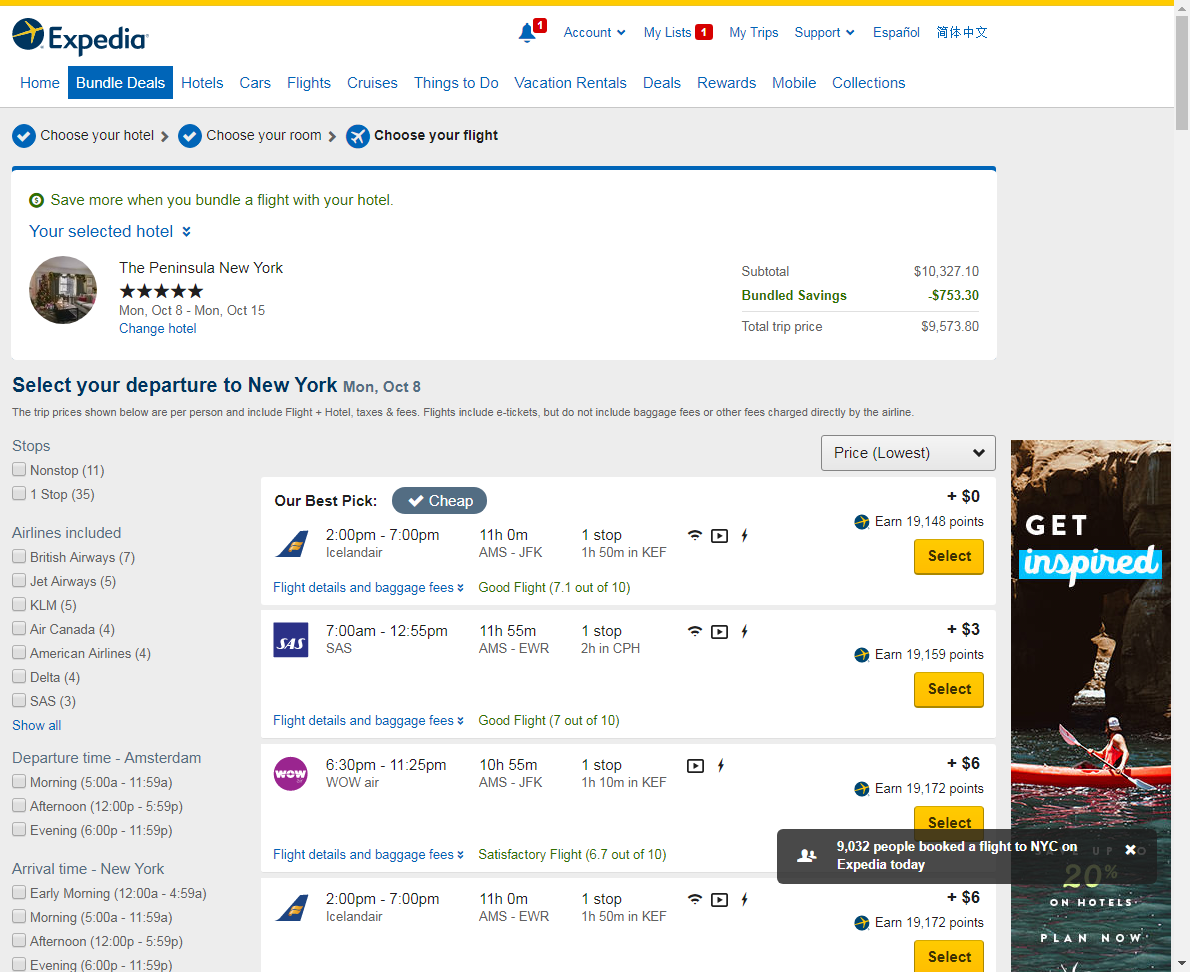 Expedia
1
Account
My Lists 1
My Trips
Support
Español
简体中文
Home
Bundle Deals
Hotels
Cars
Flights
Cruises
Things to Do
Vacation Rentals
Deals
Rewards
Mobile
Collections
Choose your hotel
Choose your room
Choose your flight
Save more when you bundle a flight with your hotel.
Your selected hotel
The Peninsula New York
Mon, Oct 8 - Mon, Oct 15
Change hotel
Subtotal $10,327.10
Bundled Savings -$753.30
Total trip price $9,573.80
Select your departure to New York Mon, Oct 8
The trip prices shown below are per person and include Flight + Hotel, taxes & fees. Flights include e-tickets, but do not include baggage fees or other fees charged directly by the airline.
Stops
Nonstop (11)
1 Stop (35)
Airlines included
British Airways (7)
Jet Airways (5)
KLM (5)
Air Canada (4)
American Airlines (4)
Delta (4)
SAS (3)
Show all
Departure time - Amsterdam
Morning (5:00a - 11:59a)
Afternoon (12:00p - 5:59p)
Evening (6:00p - 11:59p)
Arrival time - New York
Early Morning (12:00a - 4:59a)
Morning (5:00a - 11:59a)
Afternoon (12:00p - 5:59p)
Evening (6:00p - 11:59p)
Price (Lowest)
Our Best Pick: Cheap
+ $0
2:00pm - 7:00pm 11h 0m 1 stop
Icelandair AMS - JFK 1h 50m in KEF
Earn 19,148 points
Select
Flight details and baggage fees Good Flight (7.1 out of 10)
+ $3
SAS
7:00am - 12:55pm 11h 55m 1 stop
SAS AMS - EWR 2h in CPH
Earn 19,159 points
Select
Flight details and baggage fees Good Flight (7 out of 10)
+ $6
WOW
6:30pm - 11:25pm 10h 55m 1 stop
WOW air AMS - JFK 1h 10m in KEF
Earn 19,172 points
Select
Flight details and baggage fees Satisfactory Flight (6.7 out of 10)
+ $6
2:00pm - 7:00pm 11h 0m 1 stop
Icelandair AMS - EWR 1h 50m in KEF
Earn 19,172 points
Select
9,032 people booked a flight to NYC on
Expedia today
GET
inspired
20%
ON HOTELS
PLAN NOW